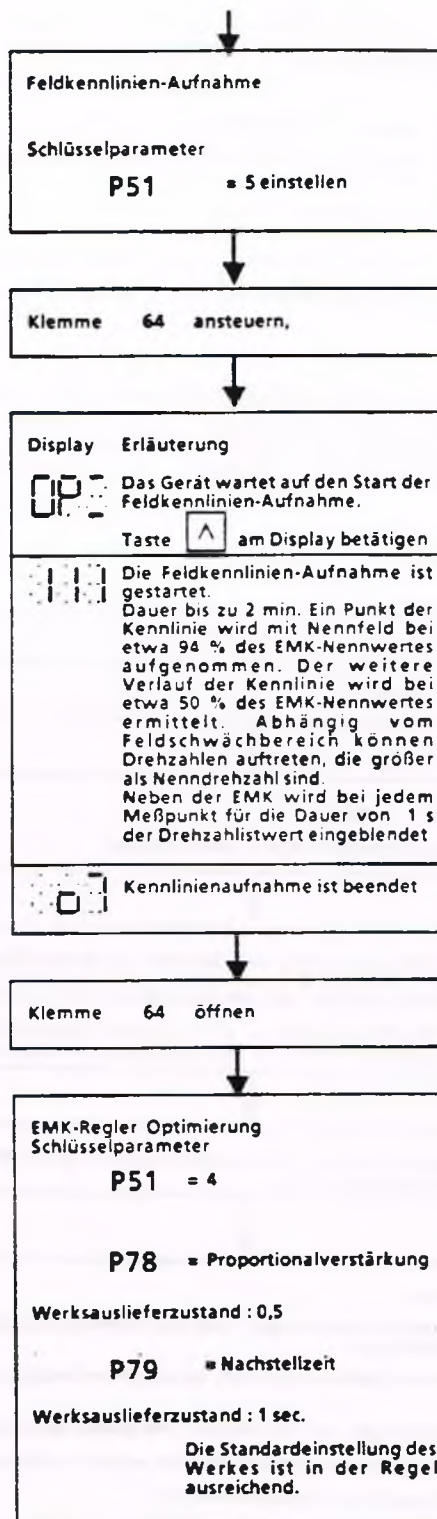 Feldkennlinien-Aufnahme
Schlüsselparameter
P51 = 5 einstellen
Klemme 64 ansteuern,
Display Erläuterung
Das Gerät wartet auf den Start der
Feldkennlinien-Aufnahme.
Taste ^ am Display betätigen
Die Feldkennlinien-Aufnahme ist
gestartet.
Dauer bis zu 2 min. Ein Punkt der
Kennlinie wird mit Nennfeld bei
etwa 94 % des EMK-Nennwertes
aufgenommen. Der weitere
Verlauf der Kennlinie wird bei
etwa 50 % des EMK-Nennwertes
ermittelt. Abhängig vom
Feldschwächbereich können
Drehzahlen auftreten, die größer
als Nenndrehzahl sind.
Neben der EMK wird bei jedem
Meßpunkt für die Dauer von 1 s
der Drehzahlistwert eingeblendet
Kennlinienaufnahme ist beendet
Klemme 64 öffnen
EMK-Regler Optimierung
Schlüsselparameter
P51 = 4
P78 = Proportionalverstärkung
Werksauslieferzustand : 0,5
P79 = Nachstellzeit
Werksauslieferzustand : 1 sec.
Die Standardeinstellung des
Werkes ist in der Regel
ausreichend.